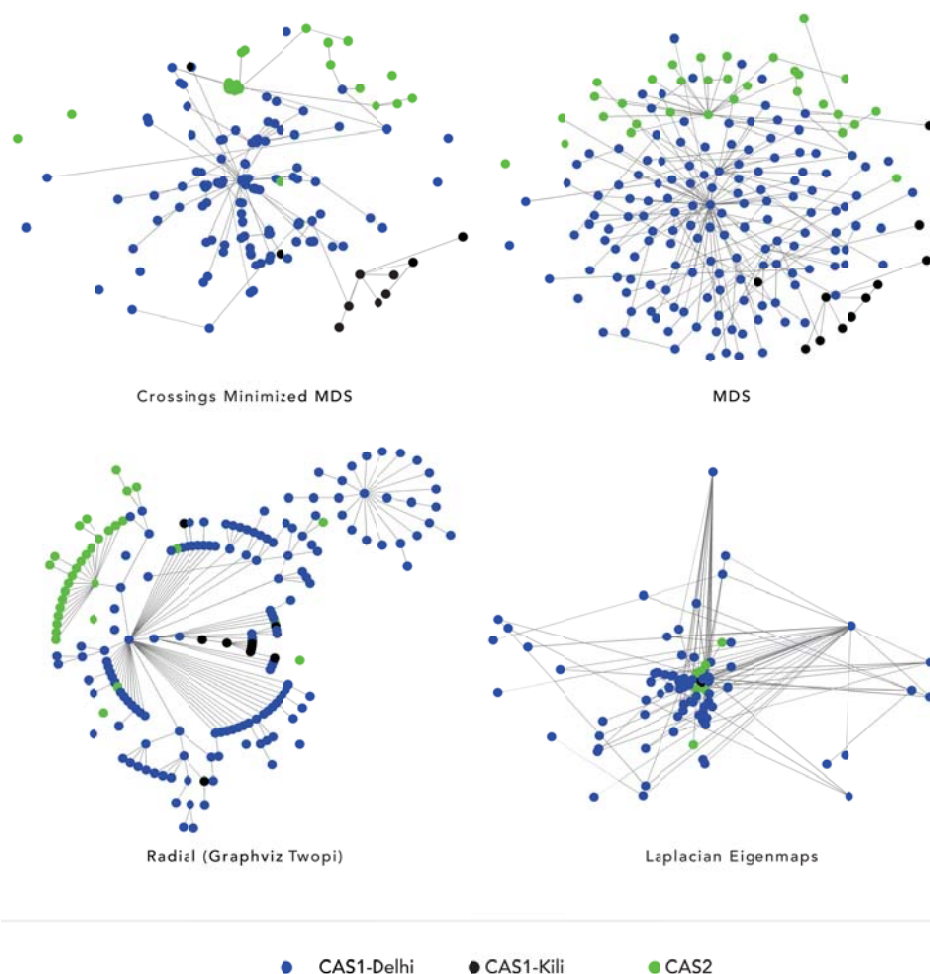 Crossings Minimized MDS
MDS
Radial (Graphviz Twopi)
Laplacian Eigenmaps
CAS1-Delhi
CAS1-Kili
CAS2